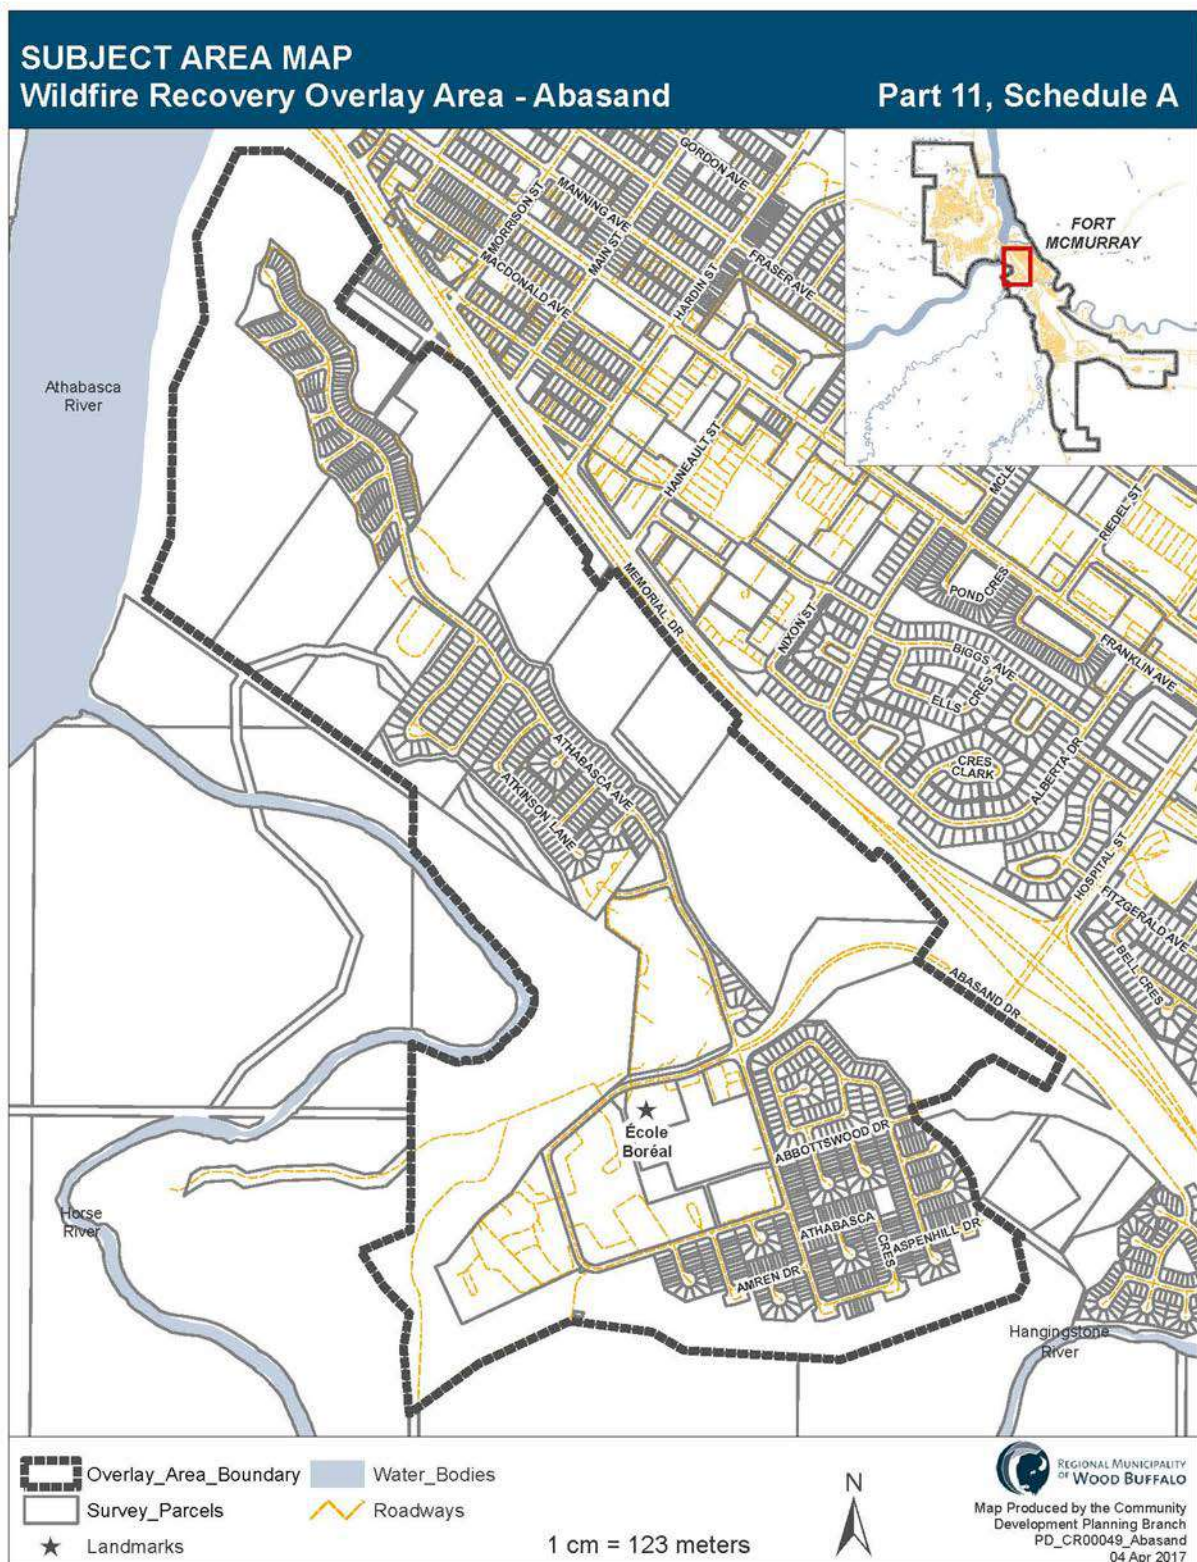 SUBJECT AREA MAP
Wildfire Recovery Overlay Area - Abasand
Part 11, Schedule A
GORDON AVE
MORRISON ST
MANNING AVE
MAIN ST
MACDONALD AVE
HARDIN ST
FRASER AVE
FORT
MCMURRAY
Athabasca
River
HAINEAULT ST
MCLE
RIEDEL ST
MEMORIAL DR
NIXON ST
POND CRES
FRANKLIN AVE
BIGGS AVE
ELLS CRES
CRES
CLARK
ALBERTA DR
ATHABASCA AVE
ATKINSON LANE
HOSPITAL ST
FITZGERALD AVE
BELL CRES
ABASAND DR
École
Boréal
ABBOTTSWOOD DR
ATHABASCA
CRES
ASPENHILL DR
AMREN DR
Horse
River
Hangingstone
River
Overlay_Area_Boundary
Water_Bodies
Survey_Parcels
Roadways
Landmarks
1 cm = 123 meters
N
REGIONAL MUNICIPALITY
OF WOOD BUFFALO
Map Produced by the Community
Development Planning Branch
PD_CR00049_Abasand
04 Apr 2017